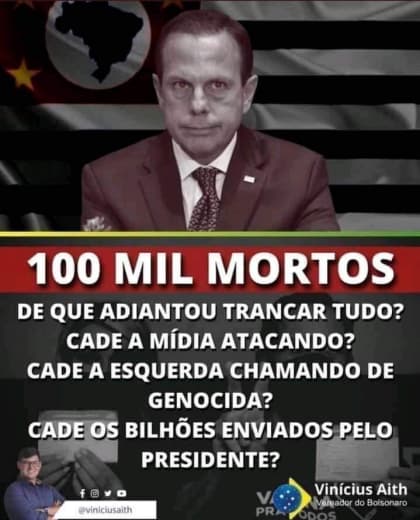 100 MIL MORTOS
DE QUE ADIANTOU TRANCAR TUDO?
CADE A MÍDIA ATACANDO?
CADE A ESQUERDA CHAMANDO DE
GENOCIDA?
CADE OS BILHÕES ENVIADOS PELO
PRESIDENTE?
Vinícius Aith
Vereador do Bolsonaro
@viniciusaith